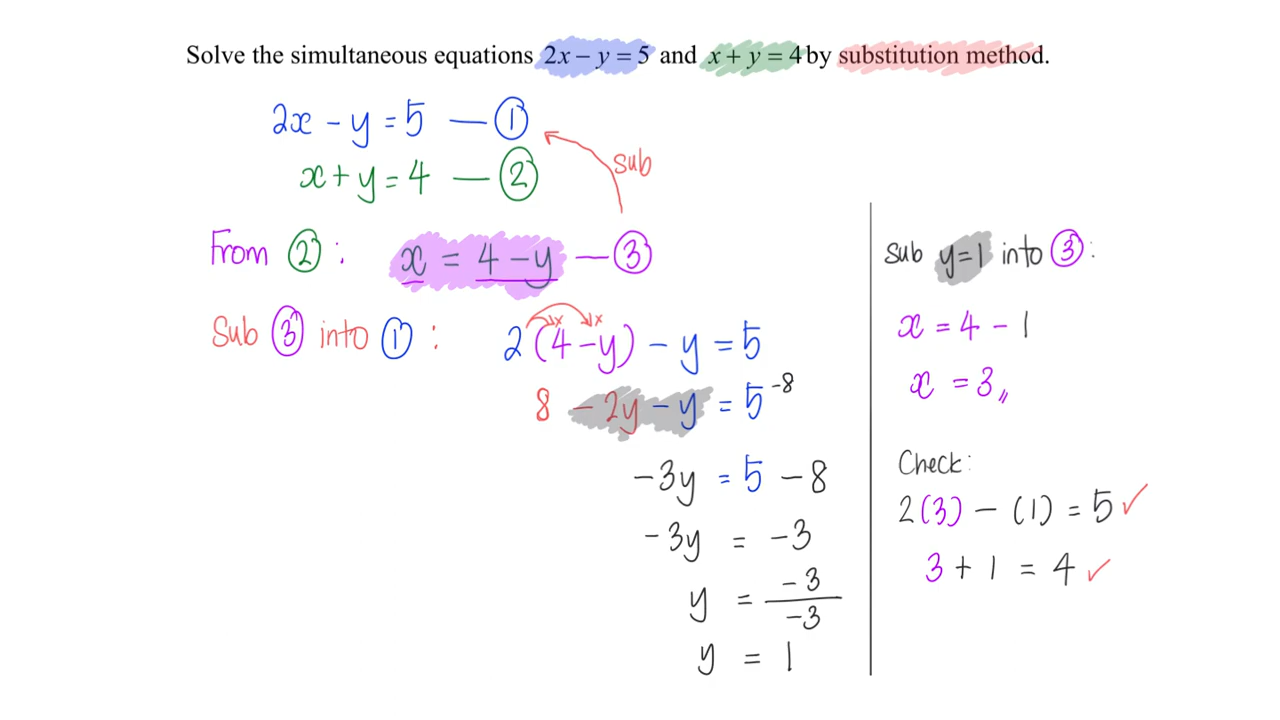 Solve the simultaneous equations 2x − y = 5 and x + y = 4 by substitution method.
2x − y = 5 — ①
x + y = 4 — ②
sub
From ② : x = 4 − y — ③
Sub ③ into ① : 2(4 − y) − y = 5
8 − 2y − y = 5 −8
−3y = 5 − 8
−3y = −3
y = −3/−3
y = 1
Sub y=1 into ③ :
x = 4 − 1
x = 3 〃
Check:
2(3) − (1) = 5 ✓
3 + 1 = 4 ✓